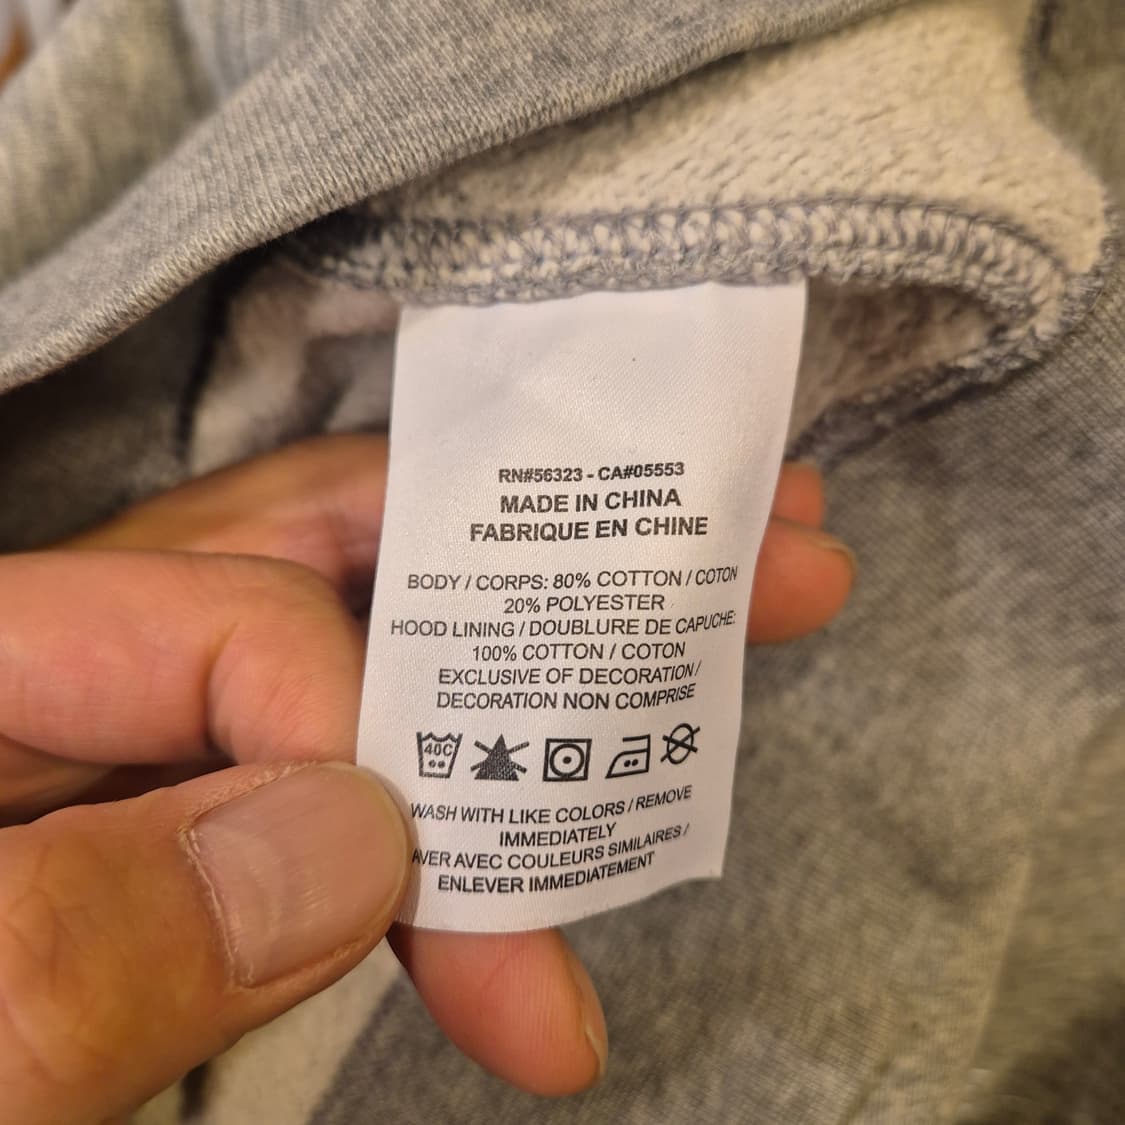 RN#56323 - CA#05553
MADE IN CHINA
FABRIQUE EN CHINE
BODY / CORPS: 80% COTTON / COTON
20% POLYESTER
HOOD LINING / DOUBLURE DE CAPUCHE:
100% COTTON / COTON
EXCLUSIVE OF DECORATION /
DECORATION NON COMPRISE
40C
WASH WITH LIKE COLORS / REMOVE
IMMEDIATELY
AVER AVEC COULEURS SIMILAIRES /
ENLEVER IMMEDIATEMENT